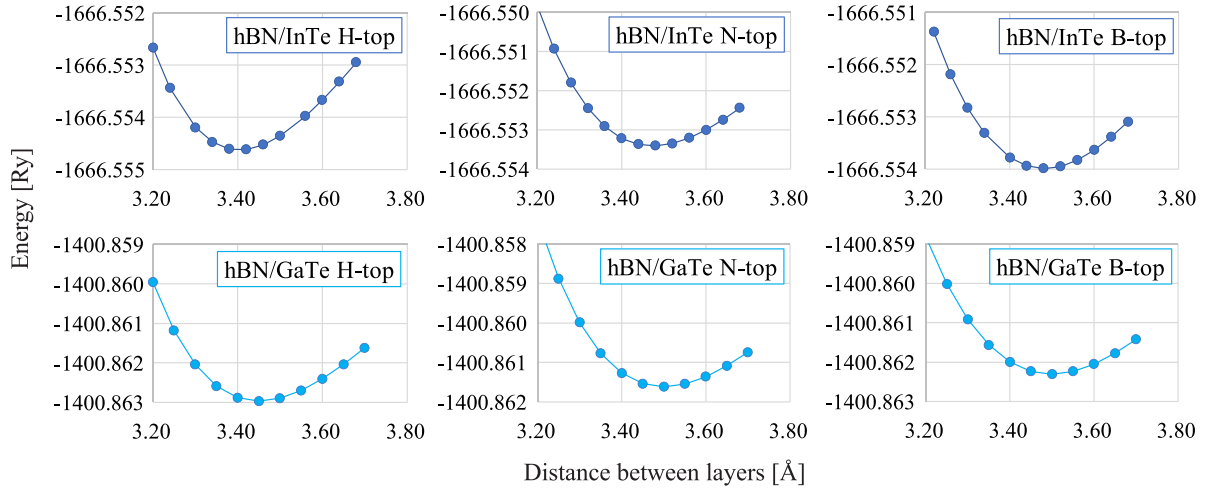 Energy [Ry]
hBN/InTe H-top
-1666.552
-1666.553
-1666.554
-1666.555
3.20 3.40 3.60 3.80
hBN/InTe N-top
-1666.550
-1666.551
-1666.552
-1666.553
-1666.554
3.20 3.40 3.60 3.80
hBN/InTe B-top
-1666.551
-1666.552
-1666.553
-1666.554
3.20 3.40 3.60 3.80
hBN/GaTe H-top
-1400.859
-1400.860
-1400.861
-1400.862
-1400.863
3.20 3.40 3.60 3.80
hBN/GaTe N-top
-1400.858
-1400.859
-1400.860
-1400.861
-1400.862
3.20 3.40 3.60 3.80
hBN/GaTe B-top
-1400.859
-1400.860
-1400.861
-1400.862
-1400.863
3.20 3.40 3.60 3.80
Distance between layers [Å]